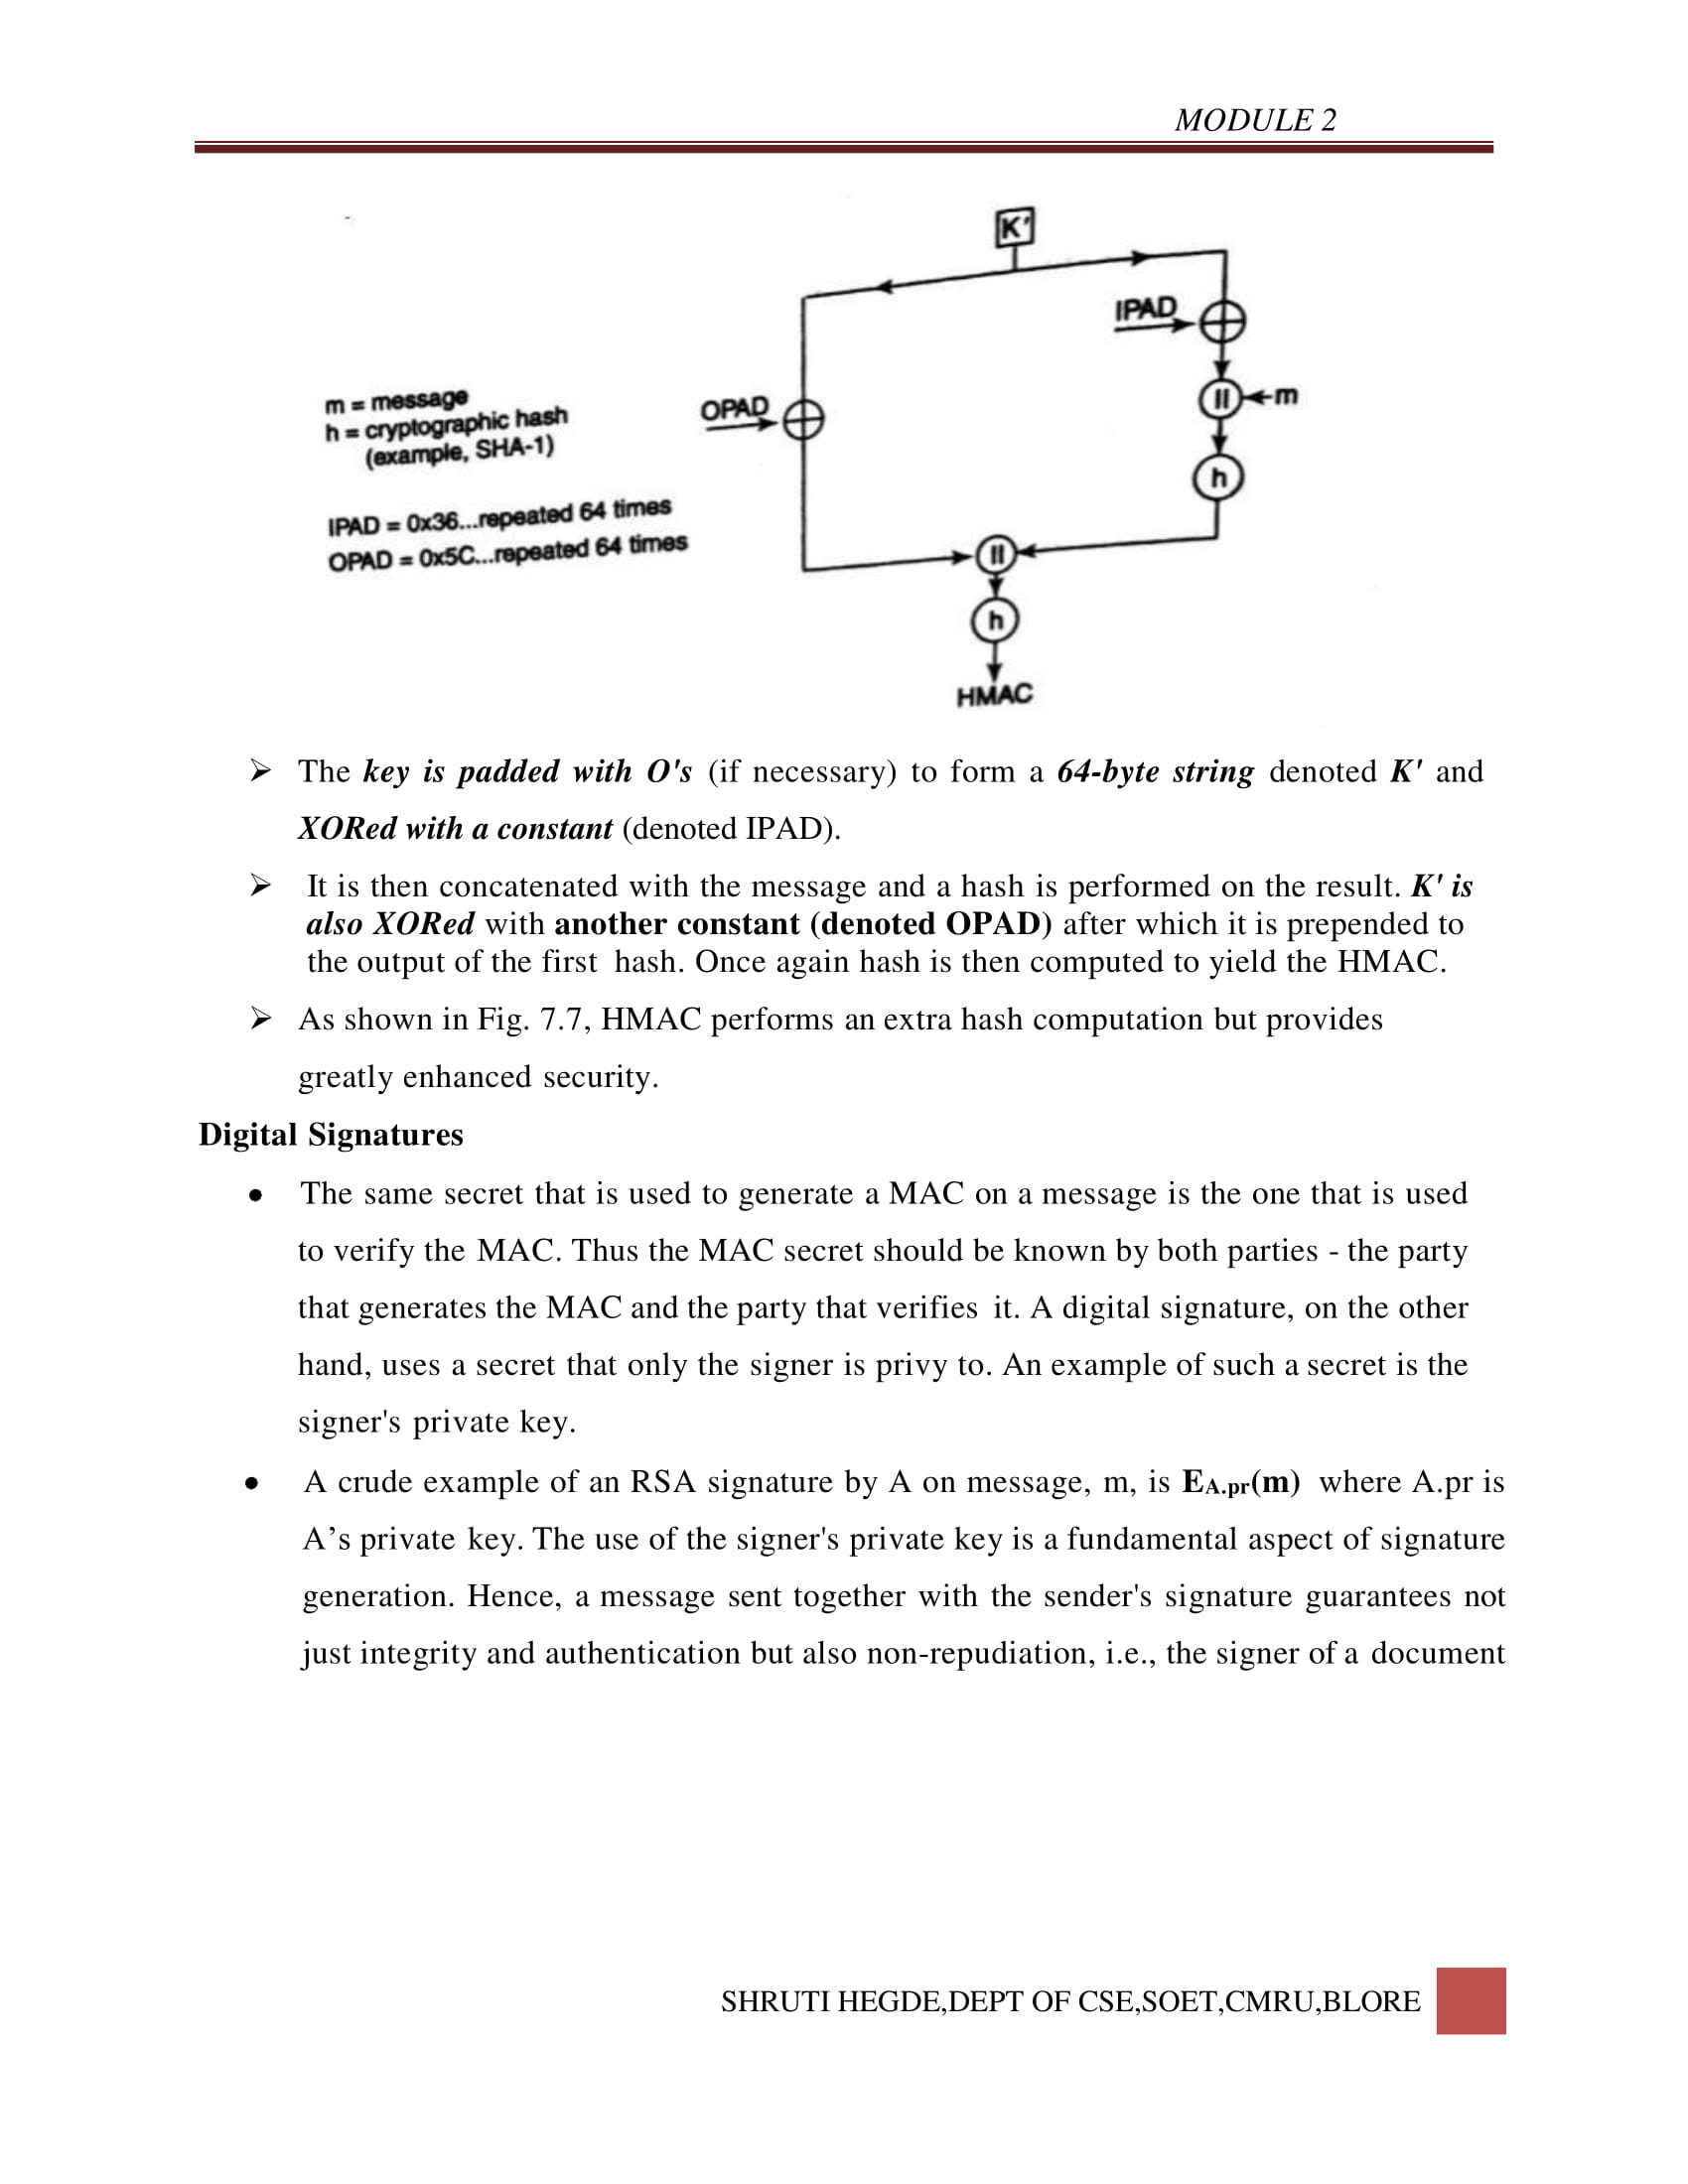 MODULE 2
K'
IPAD
m = message
h = cryptographic hash
(example, SHA-1)
OPAD
|| m
h
IPAD = 0x36...repeated 64 times
OPAD = 0x5C...repeated 64 times
||
h
HMAC
➢ The key is padded with O's (if necessary) to form a 64-byte string denoted K' and
XORed with a constant (denoted IPAD).
➢ It is then concatenated with the message and a hash is performed on the result. K' is
also XORed with another constant (denoted OPAD) after which it is prepended to
the output of the first hash. Once again hash is then computed to yield the HMAC.
➢ As shown in Fig. 7.7, HMAC performs an extra hash computation but provides
greatly enhanced security.
Digital Signatures
• The same secret that is used to generate a MAC on a message is the one that is used
to verify the MAC. Thus the MAC secret should be known by both parties - the party
that generates the MAC and the party that verifies it. A digital signature, on the other
hand, uses a secret that only the signer is privy to. An example of such a secret is the
signer's private key.
• A crude example of an RSA signature by A on message, m, is EA.pr(m) where A.pr is
A’s private key. The use of the signer's private key is a fundamental aspect of signature
generation. Hence, a message sent together with the sender's signature guarantees not
just integrity and authentication but also non-repudiation, i.e., the signer of a document
SHRUTI HEGDE,DEPT OF CSE,SOET,CMRU,BLORE